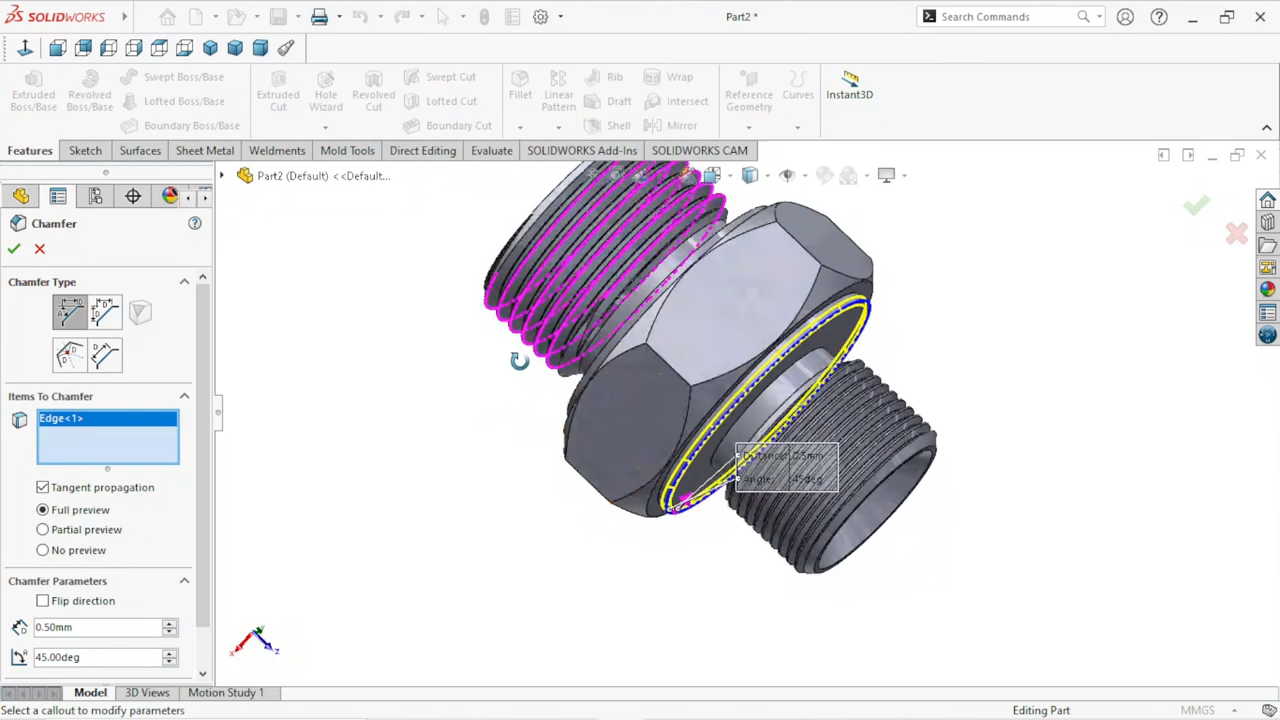 SOLIDWORKS
Part2 *
Search Commands
Extruded Boss/Base
Revolved Boss/Base
Swept Boss/Base
Lofted Boss/Base
Boundary Boss/Base
Extruded Cut
Hole Wizard
Revolved Cut
Swept Cut
Lofted Cut
Boundary Cut
Fillet
Linear Pattern
Rib
Draft
Shell
Wrap
Intersect
Mirror
Reference Geometry
Curves
Instant3D
Features
Sketch
Surfaces
Sheet Metal
Weldments
Mold Tools
Direct Editing
Evaluate
SOLIDWORKS Add-Ins
SOLIDWORKS CAM
Part2 (Default) <<Default...
Chamfer
Chamfer Type
Items To Chamfer
Edge<1>
Tangent propagation
Full preview
Partial preview
No preview
Chamfer Parameters
Flip direction
0.50mm
45.00deg
Distance: 0.5mm
Angle: 45deg
x
z
Model
3D Views
Motion Study 1
Select a callout to modify parameters
Editing Part
MMGS